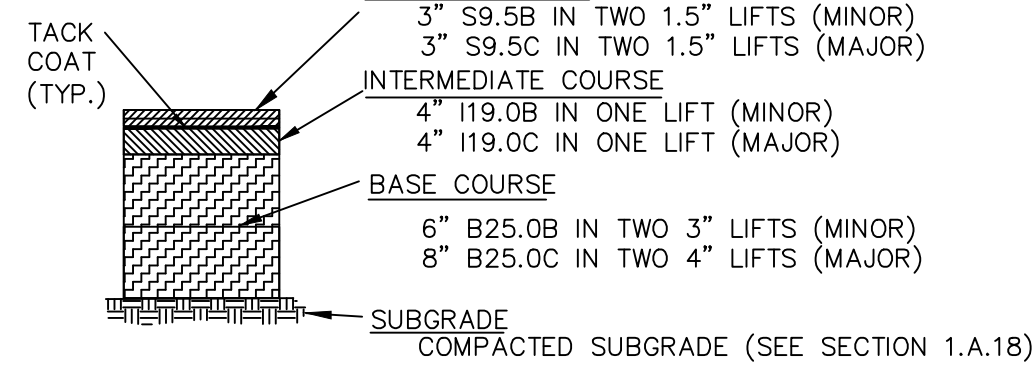 TACK
COAT
(TYP.)
3” S9.5B IN TWO 1.5” LIFTS (MINOR)
3” S9.5C IN TWO 1.5” LIFTS (MAJOR)
INTERMEDIATE COURSE
4” I19.0B IN ONE LIFT (MINOR)
4” I19.0C IN ONE LIFT (MAJOR)
BASE COURSE
6” B25.0B IN TWO 3” LIFTS (MINOR)
8” B25.0C IN TWO 4” LIFTS (MAJOR)
SUBGRADE
COMPACTED SUBGRADE (SEE SECTION 1.A.18)